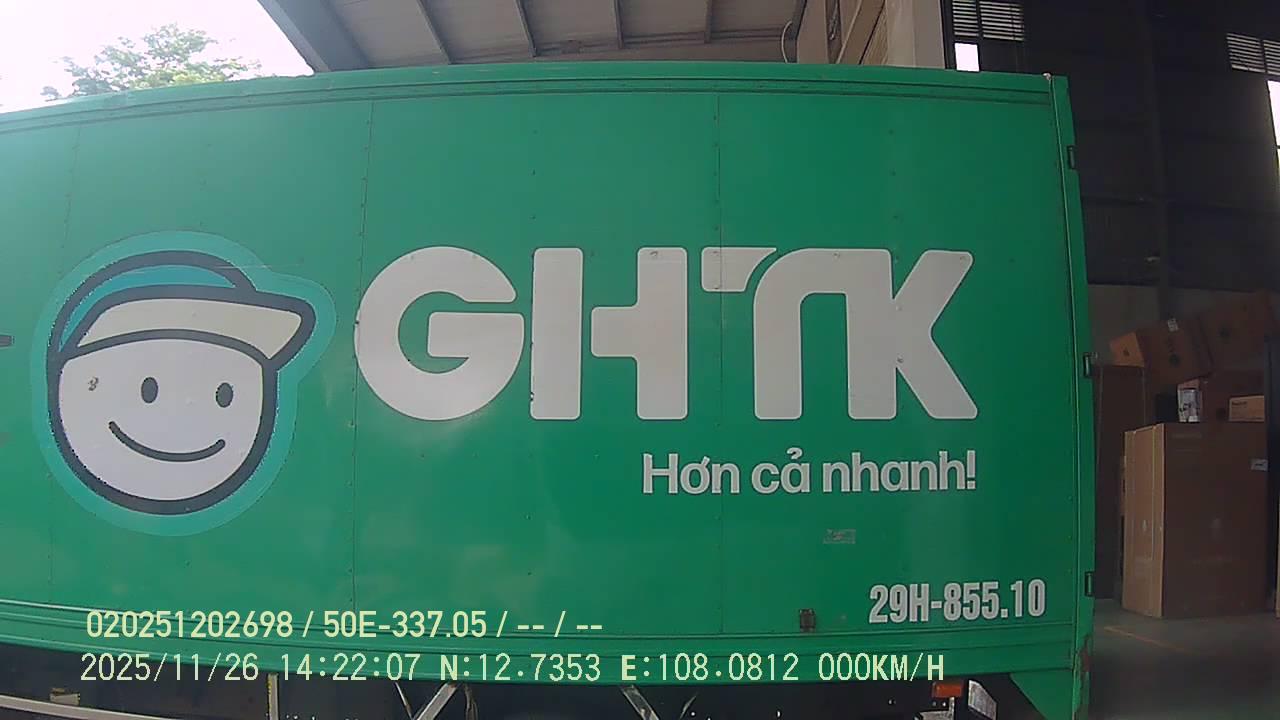 GHTK
Hơn cả nhanh!
29H-855.10
020251202698 / 50E-337.05 / -- / --
2025/11/26 14:22:07 N:12.7353 E:108.0812 000KM/H